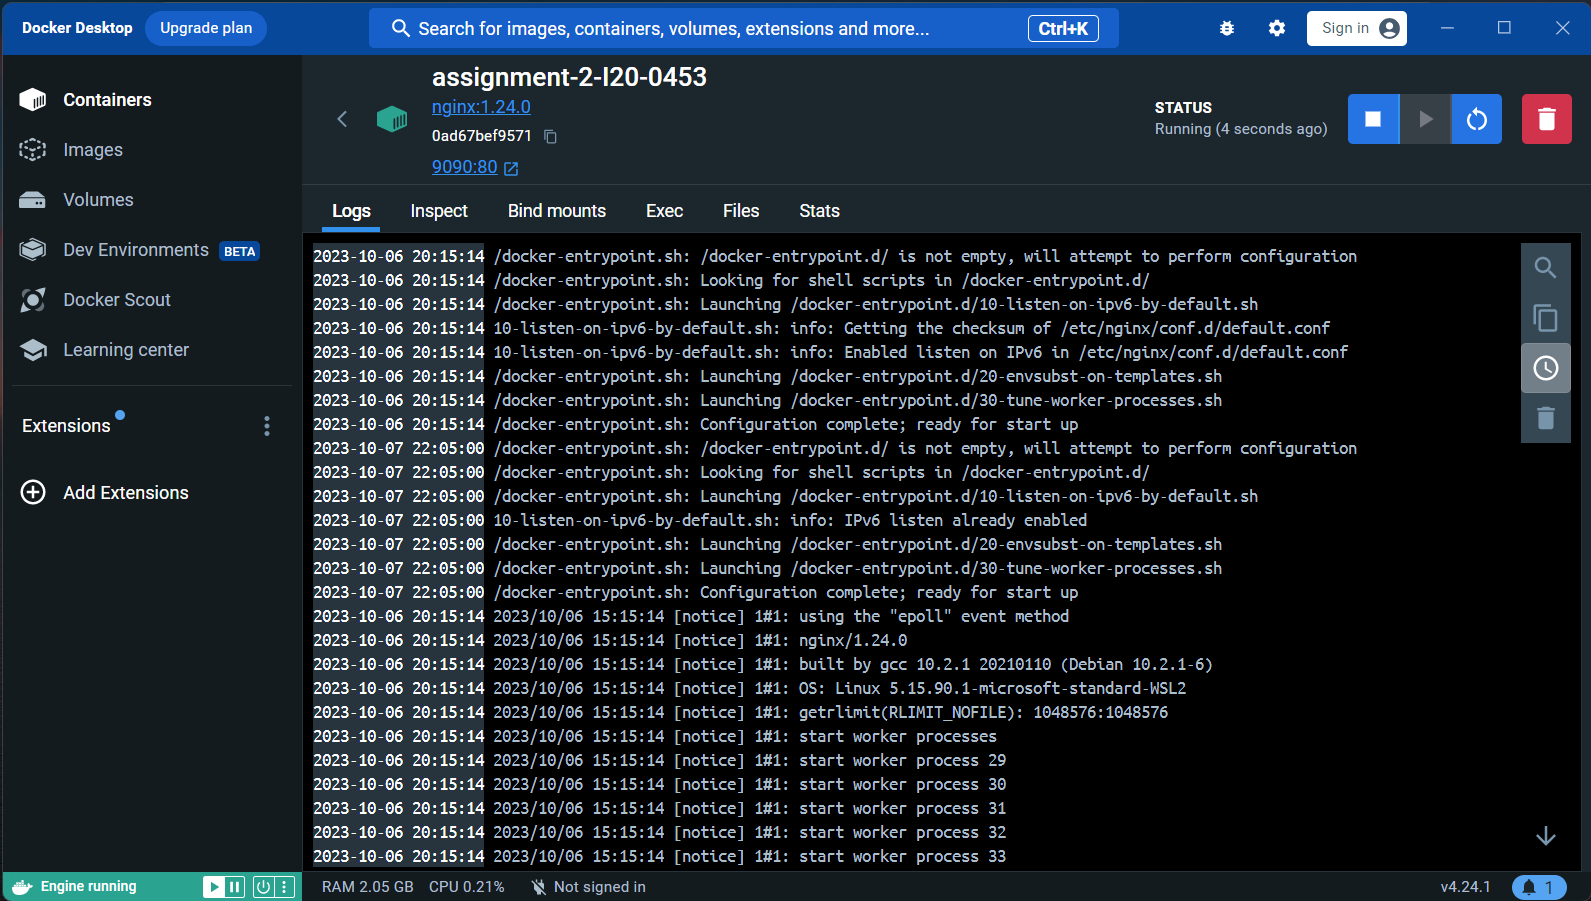 Docker Desktop
Upgrade plan
Search for images, containers, volumes, extensions and more...
Ctrl+K
Sign in
Containers
Images
Volumes
Dev Environments BETA
Docker Scout
Learning center
Extensions
Add Extensions
assignment-2-I20-0453
nginx:1.24.0
0ad67bef9571
9090:80
STATUS
Running (4 seconds ago)
Logs Inspect Bind mounts Exec Files Stats
2023-10-06 20:15:14 /docker-entrypoint.sh: /docker-entrypoint.d/ is not empty, will attempt to perform configuration
2023-10-06 20:15:14 /docker-entrypoint.sh: Looking for shell scripts in /docker-entrypoint.d/
2023-10-06 20:15:14 /docker-entrypoint.sh: Launching /docker-entrypoint.d/10-listen-on-ipv6-by-default.sh
2023-10-06 20:15:14 10-listen-on-ipv6-by-default.sh: info: Getting the checksum of /etc/nginx/conf.d/default.conf
2023-10-06 20:15:14 10-listen-on-ipv6-by-default.sh: info: Enabled listen on IPv6 in /etc/nginx/conf.d/default.conf
2023-10-06 20:15:14 /docker-entrypoint.sh: Launching /docker-entrypoint.d/20-envsubst-on-templates.sh
2023-10-06 20:15:14 /docker-entrypoint.sh: Launching /docker-entrypoint.d/30-tune-worker-processes.sh
2023-10-06 20:15:14 /docker-entrypoint.sh: Configuration complete; ready for start up
2023-10-07 22:05:00 /docker-entrypoint.sh: /docker-entrypoint.d/ is not empty, will attempt to perform configuration
2023-10-07 22:05:00 /docker-entrypoint.sh: Looking for shell scripts in /docker-entrypoint.d/
2023-10-07 22:05:00 /docker-entrypoint.sh: Launching /docker-entrypoint.d/10-listen-on-ipv6-by-default.sh
2023-10-07 22:05:00 10-listen-on-ipv6-by-default.sh: info: IPv6 listen already enabled
2023-10-07 22:05:00 /docker-entrypoint.sh: Launching /docker-entrypoint.d/20-envsubst-on-templates.sh
2023-10-07 22:05:00 /docker-entrypoint.sh: Launching /docker-entrypoint.d/30-tune-worker-processes.sh
2023-10-07 22:05:00 /docker-entrypoint.sh: Configuration complete; ready for start up
2023-10-06 20:15:14 2023/10/06 15:15:14 [notice] 1#1: using the "epoll" event method
2023-10-06 20:15:14 2023/10/06 15:15:14 [notice] 1#1: nginx/1.24.0
2023-10-06 20:15:14 2023/10/06 15:15:14 [notice] 1#1: built by gcc 10.2.1 20210110 (Debian 10.2.1-6)
2023-10-06 20:15:14 2023/10/06 15:15:14 [notice] 1#1: OS: Linux 5.15.90.1-microsoft-standard-WSL2
2023-10-06 20:15:14 2023/10/06 15:15:14 [notice] 1#1: getrlimit(RLIMIT_NOFILE): 1048576:1048576
2023-10-06 20:15:14 2023/10/06 15:15:14 [notice] 1#1: start worker processes
2023-10-06 20:15:14 2023/10/06 15:15:14 [notice] 1#1: start worker process 29
2023-10-06 20:15:14 2023/10/06 15:15:14 [notice] 1#1: start worker process 30
2023-10-06 20:15:14 2023/10/06 15:15:14 [notice] 1#1: start worker process 31
2023-10-06 20:15:14 2023/10/06 15:15:14 [notice] 1#1: start worker process 32
2023-10-06 20:15:14 2023/10/06 15:15:14 [notice] 1#1: start worker process 33
Engine running
RAM 2.05 GB CPU 0.21% Not signed in
v4.24.1
1